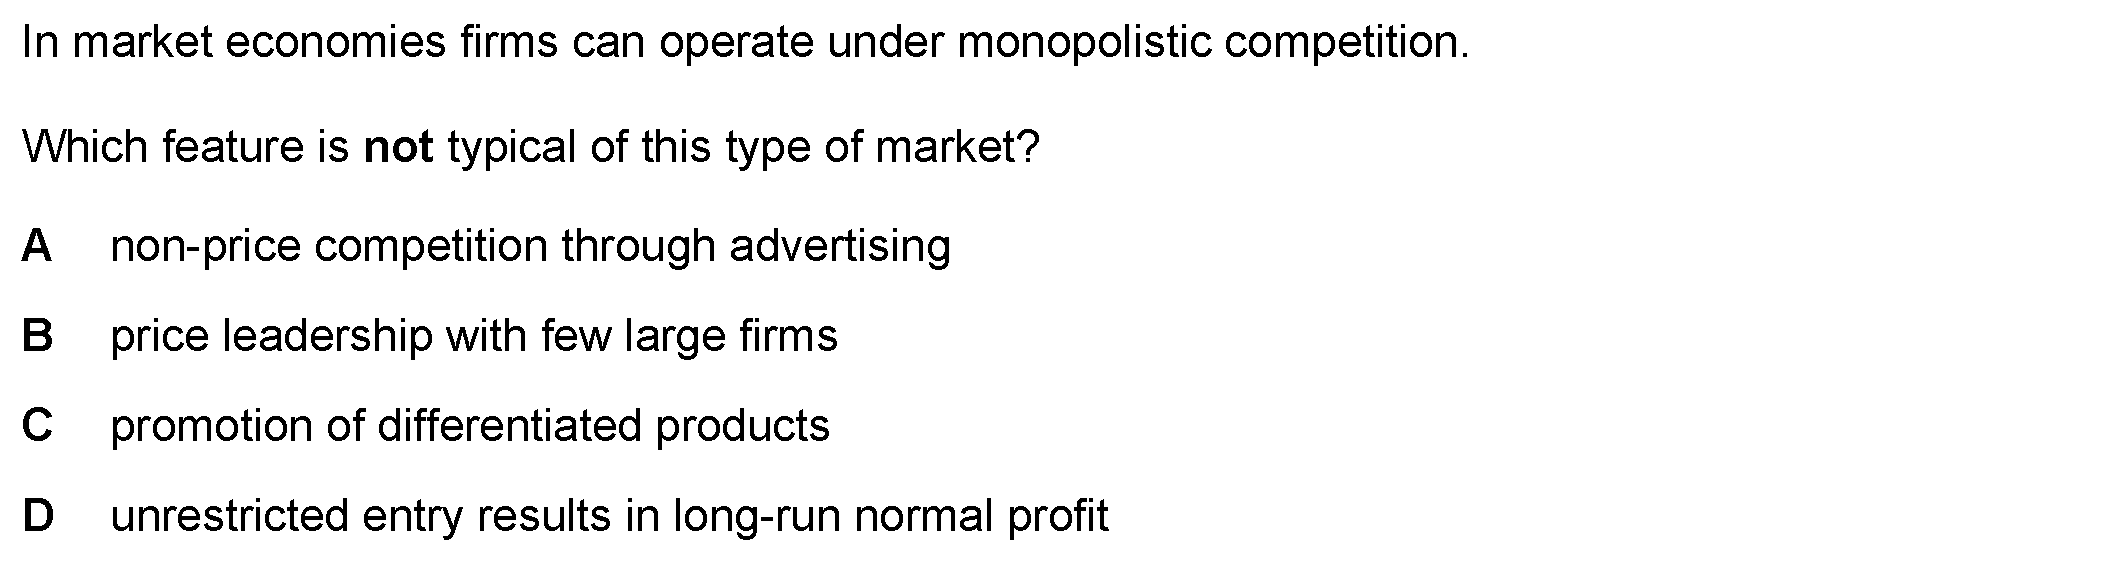 In market economies firms can operate under monopolistic competition.
Which feature is not typical of this type of market?
A non-price competition through advertising
B price leadership with few large firms
C promotion of differentiated products
D unrestricted entry results in long-run normal profit